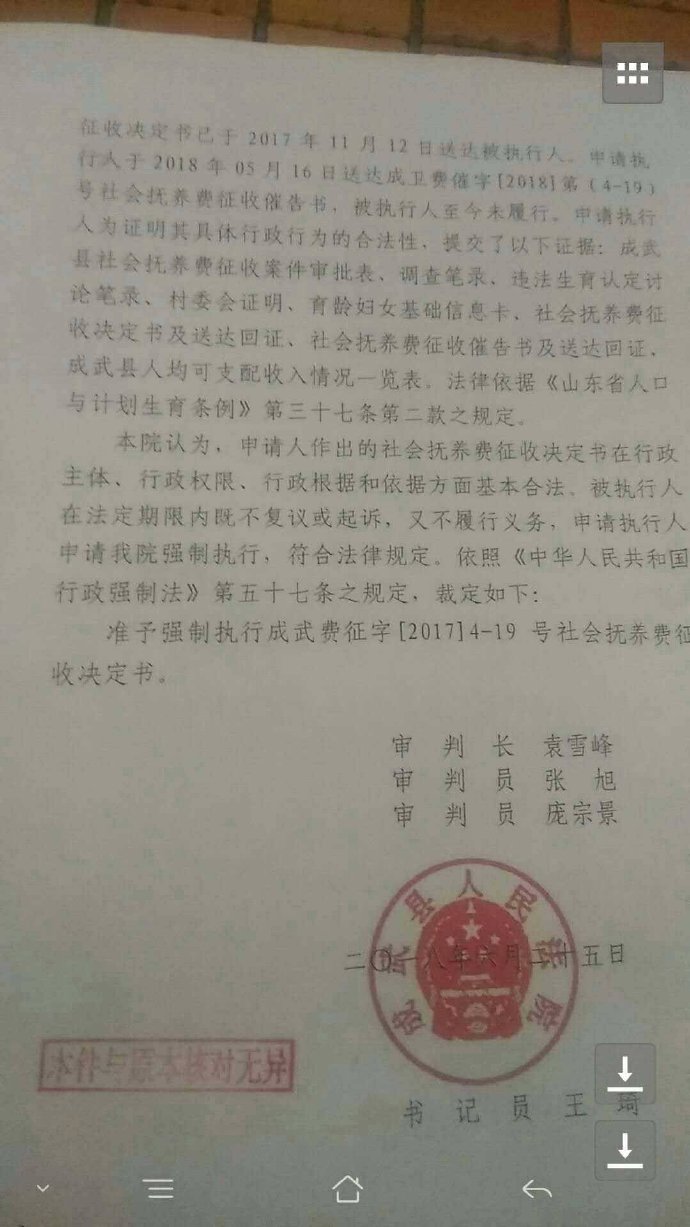 征收决定书已于 2017 年 11 月 12 日送达被执行人。申请执
行人于 2018 年 05 月 16 日送达成卫费催字[2018]第（4-19）
号社会抚养费征收催告书，被执行人至今未履行。申请执行
人为证明其具体行政行为的合法性，提交了以下证据：成武
县社会抚养费征收案件审批表、调查笔录、违法生育认定讨
论笔录、村委会证明、育龄妇女基础信息卡、社会抚养费征
收决定书及送达回证、社会抚养费征收催告书及送达回证、
成武县人均可支配收入情况一览表。法律依据《山东省人口
与计划生育条例》第三十七条第二款之规定。
本院认为，申请人作出的社会抚养费征收决定书在行政
主体、行政权限、行政根据和依据方面基本合法。被执行人
在法定期限内既不复议或起诉，又不履行义务，申请执行人
申请我院强制执行，符合法律规定。依照《中华人民共和国
行政强制法》第五十七条之规定，裁定如下：
准予强制执行成武费征字[2017]4-19 号社会抚养费征
收决定书。
审 判 长 袁雪峰
审 判 员 张 旭
审 判 员 庞宗景
成武县人民法院
二〇一八年六月二十五日
本件与原本核对无异
书 记 员 王 琦